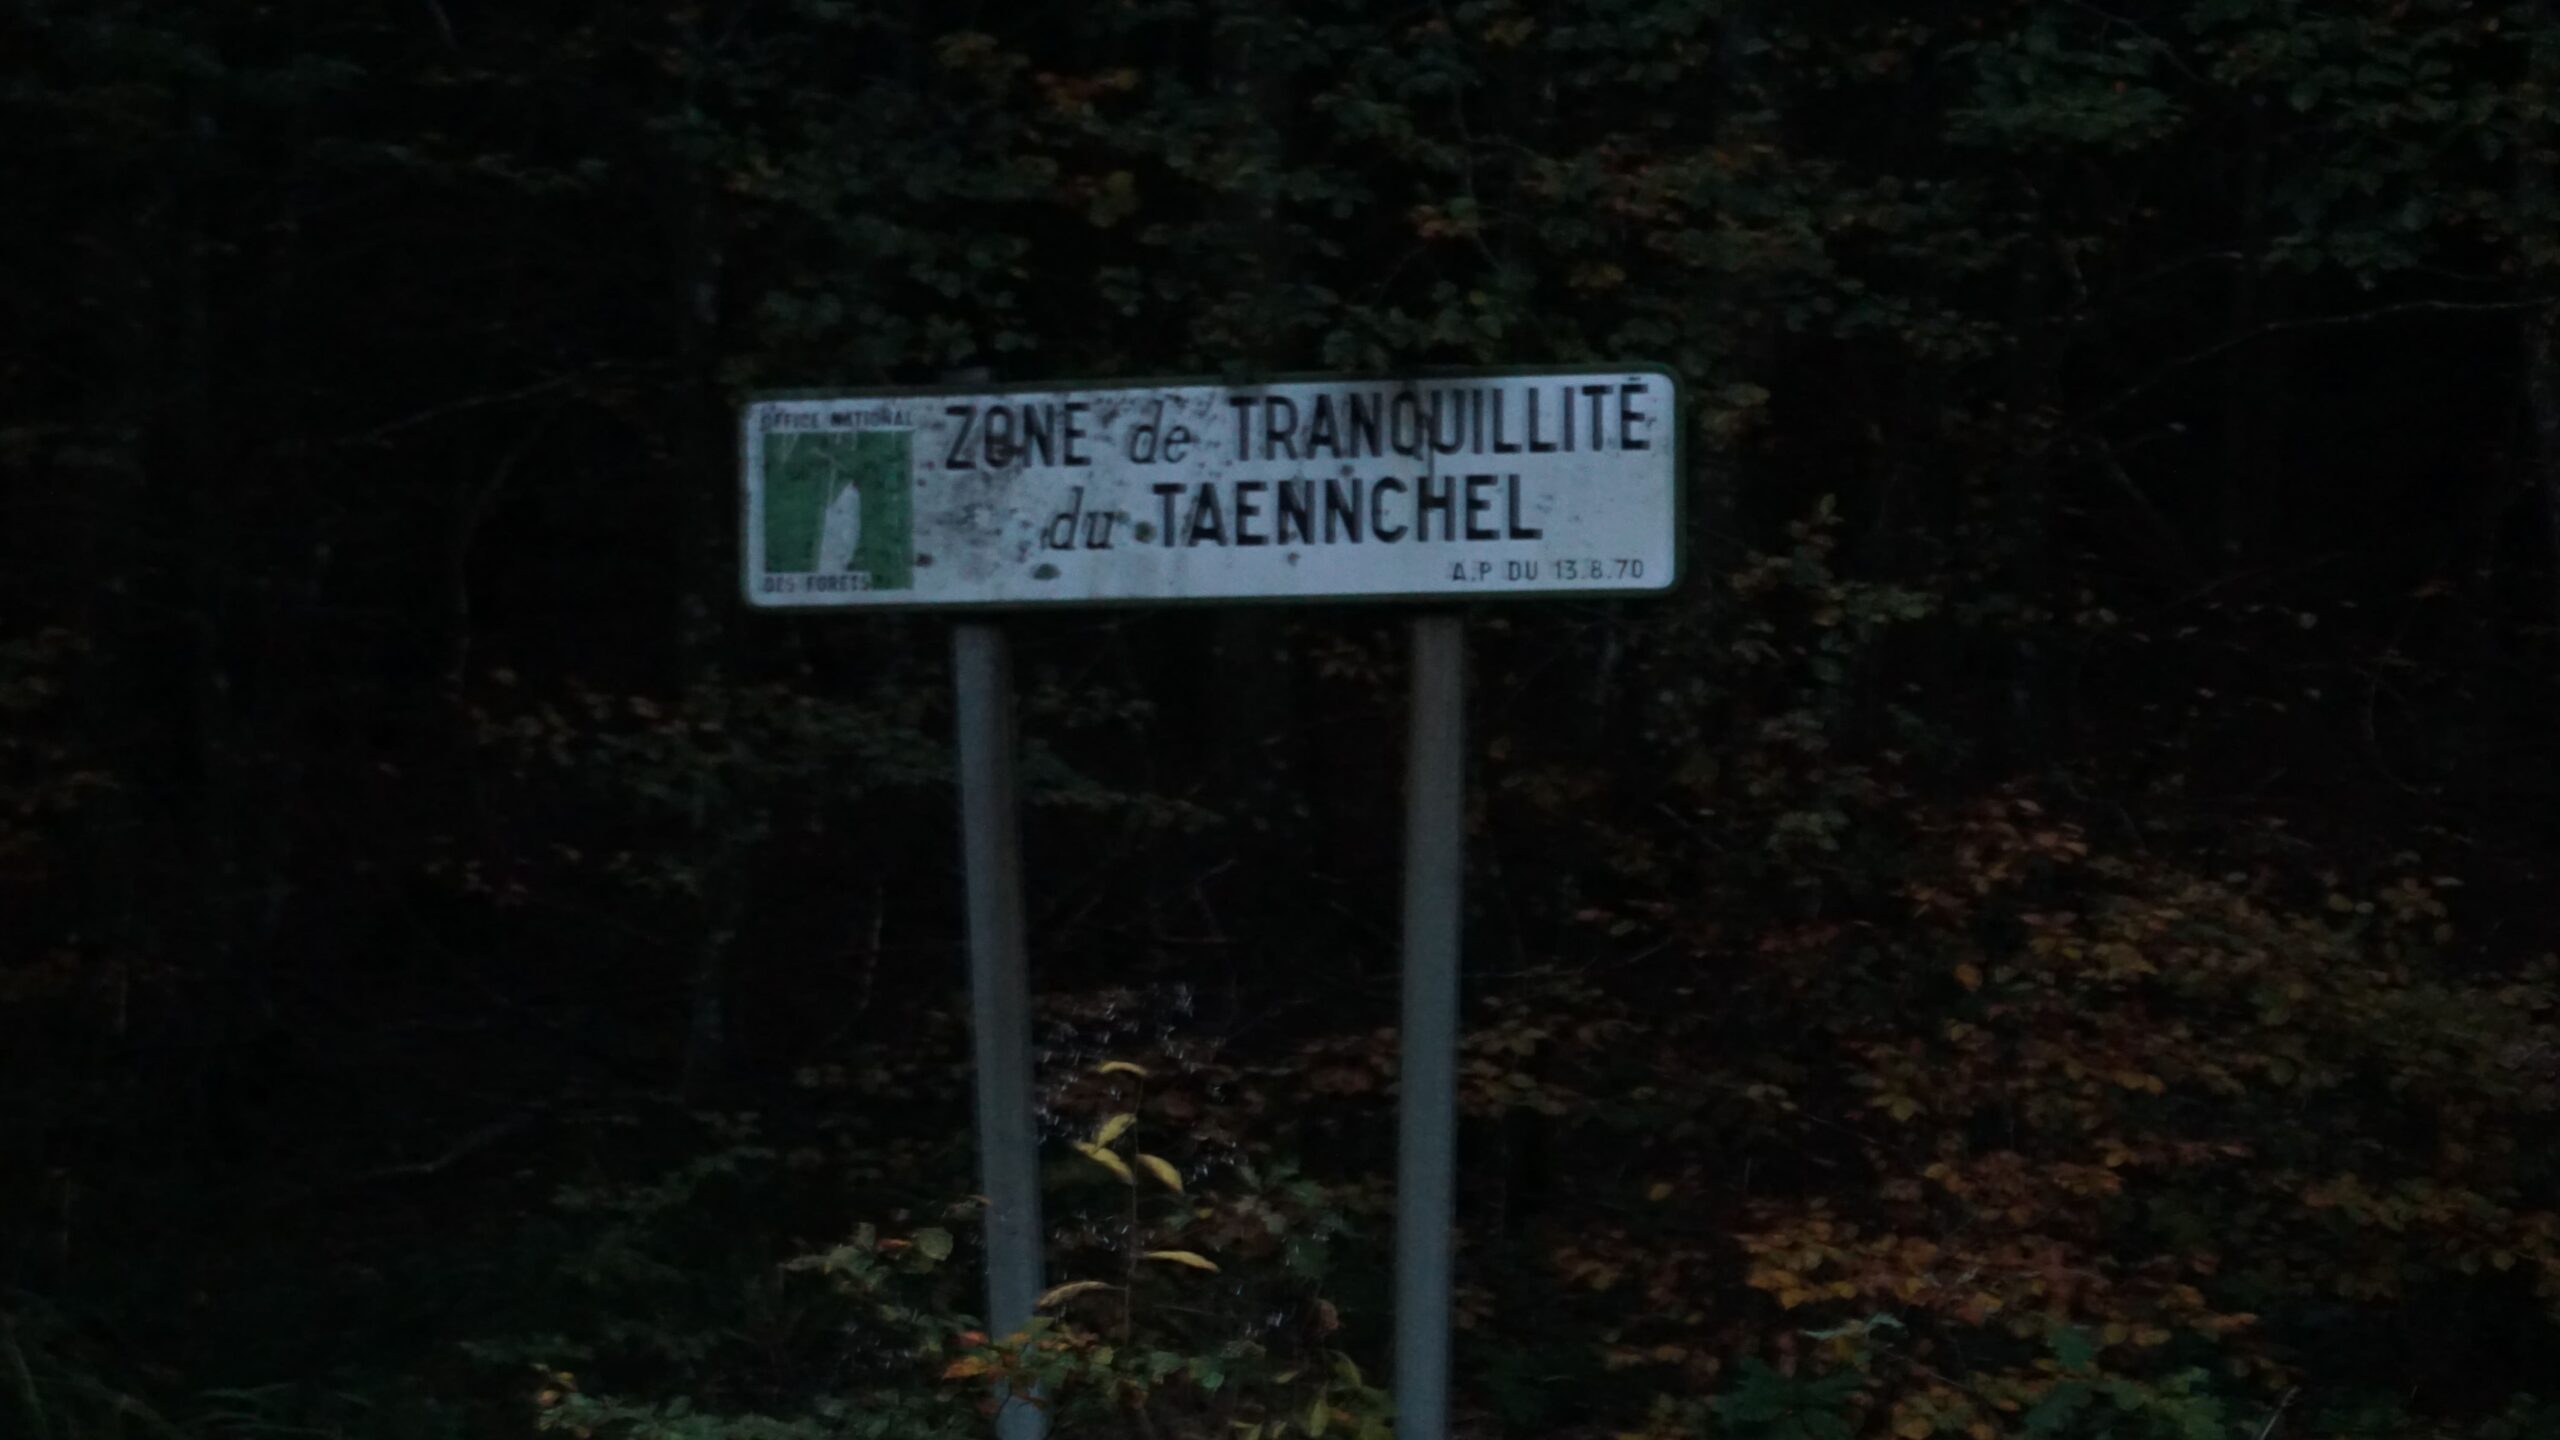 OFFICE NATIONAL
DES FORETS
ZONE de TRANQUILLITÉ
du TAENNCHEL
A.P DU 13.8.70